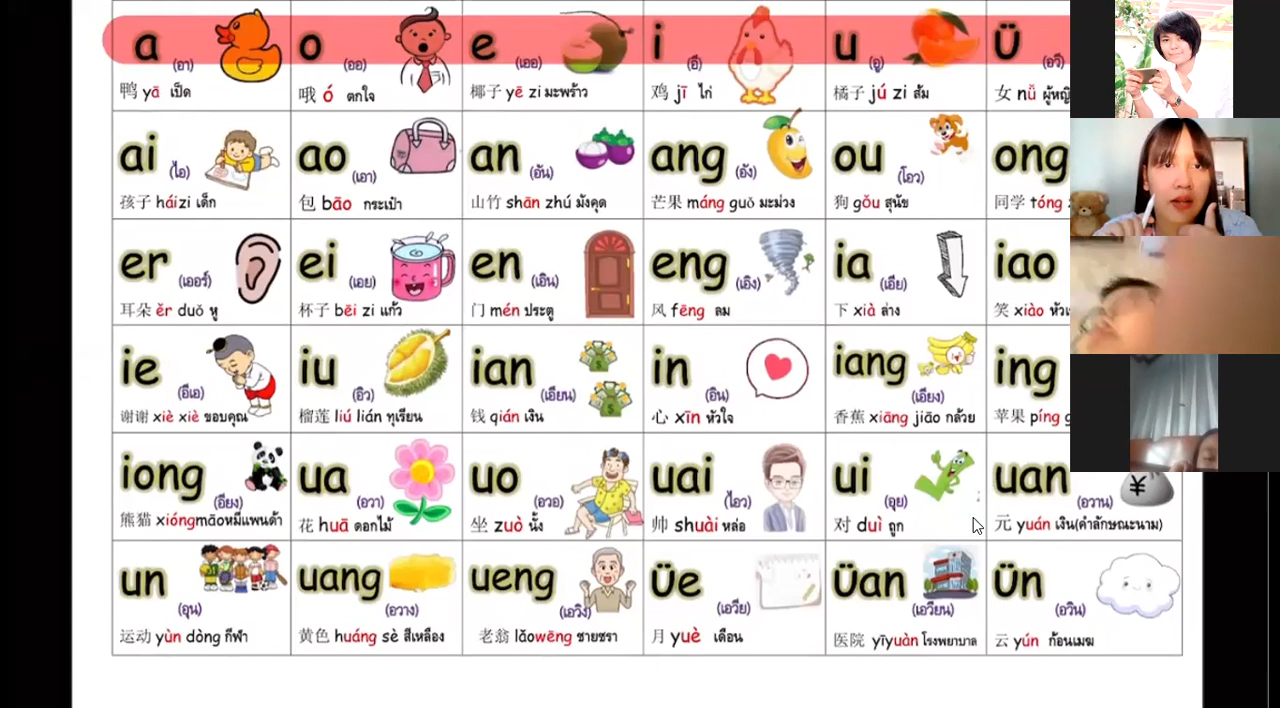 a o e i u Ü
(อา) (ออ) (เออ) (อี) (อู) (อวี)
鸭 yā เป็ด 哦 ó ตกใจ 椰子 yē zi มะพร้าว 鸡 jī ไก่ 橘子 jú zi ส้ม 女 nǚ
ai ao an ang ou ong
(ไอ) (เอา) (อั้น) (อัง) (โอว)
孩子 háizi เด็ก 包 bāo กระเป๋า 山竹 shān zhú มังคุด 芒果 máng guǒ มะม่วง 狗 gǒu สุนัข 同学 tóng
er ei en eng ia iao
(เออร์) (เอย) (เอิน) (เอิง) (เอีย)
耳朵 ěr duǒ หู 杯子 bēi zi แก้ว 门 mén ประตู 风 fēng ลม 下 xià ล่าง 笑 xiào
ie iu ian in iang ing
(อีเอ) (อิว) (เอียน) (อิน) (เอียง)
谢谢 xiè xiè ขอบคุณ 榴莲 liú lián ทุเรียน 钱 qián เงิน 心 xīn หัวใจ 香蕉 xiāng jiāo กล้วย 苹果 píng
iong ua uo uai ui uan
¥
(อียง) (อวา) (อวอ) (ไอว) (อุย) (อวาน)
熊猫 xióngmāoหมีแพนด้า 花 huā ดอกไม้ 坐 zuò นั้ง 帅 shuài หล่อ 对 duì ถูก 元 yuán เงิน(คำลักษณะนาม)
un uang ueng Üe Üan Ün
(อุน) (อวาง) (เอวิง) (เอวีย) (เอวียน) (อวิน)
运动 yùn dòng กีฬา 黄色 huáng sè สีเหลือง 老翁 lǎowēng ชายชรา 月 yuè เดือน 医院 yīyuàn โรงพยาบาล 云 yún ก้อนเมฆ